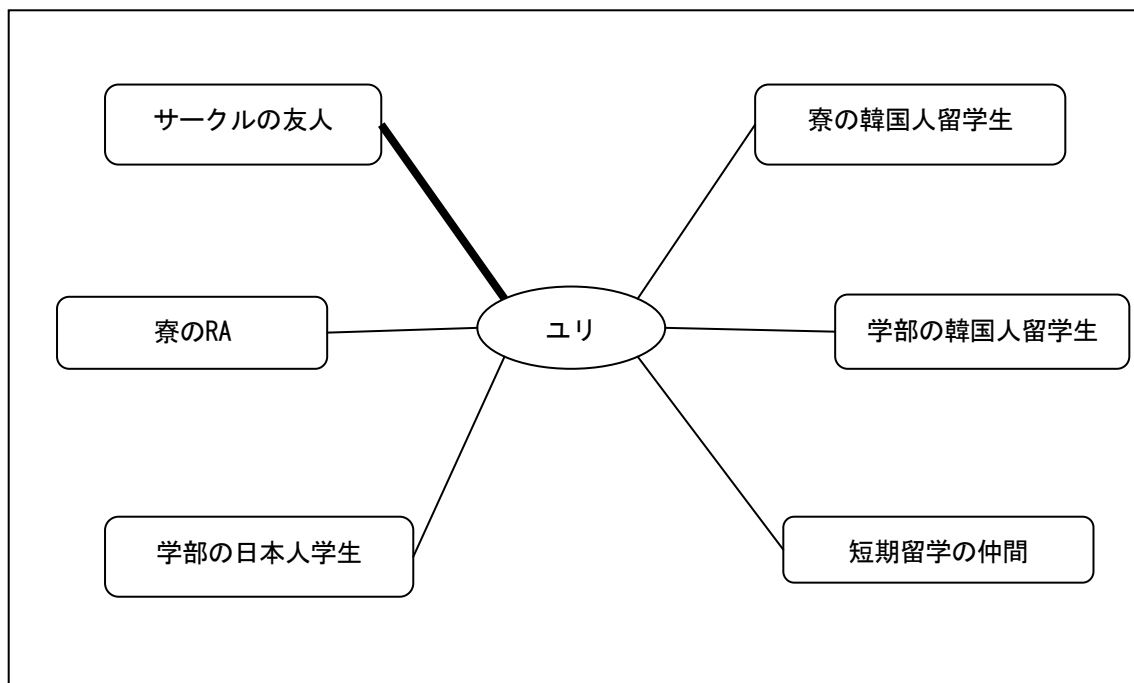 サークルの友人
寮の韓国人留学生
寮のRA
ユリ
学部の韓国人留学生
学部の日本人学生
短期留学の仲間